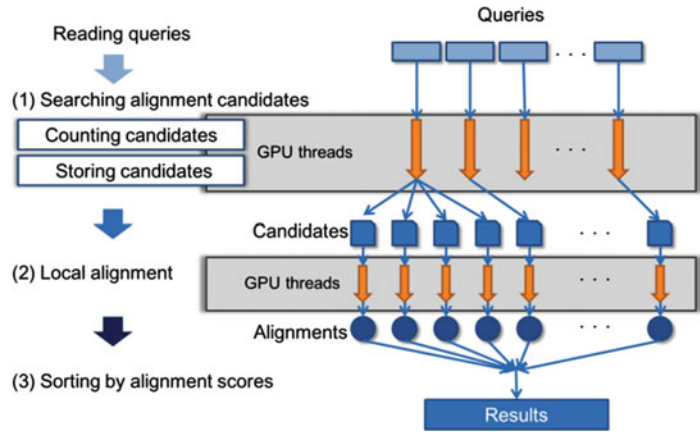 Queries
Reading queries
. . .
(1) Searching alignment candidates
Counting candidates
Storing candidates
GPU threads
. . .
Candidates
. . .
(2) Local alignment
GPU threads
. . .
Alignments
. . .
(3) Sorting by alignment scores
Results